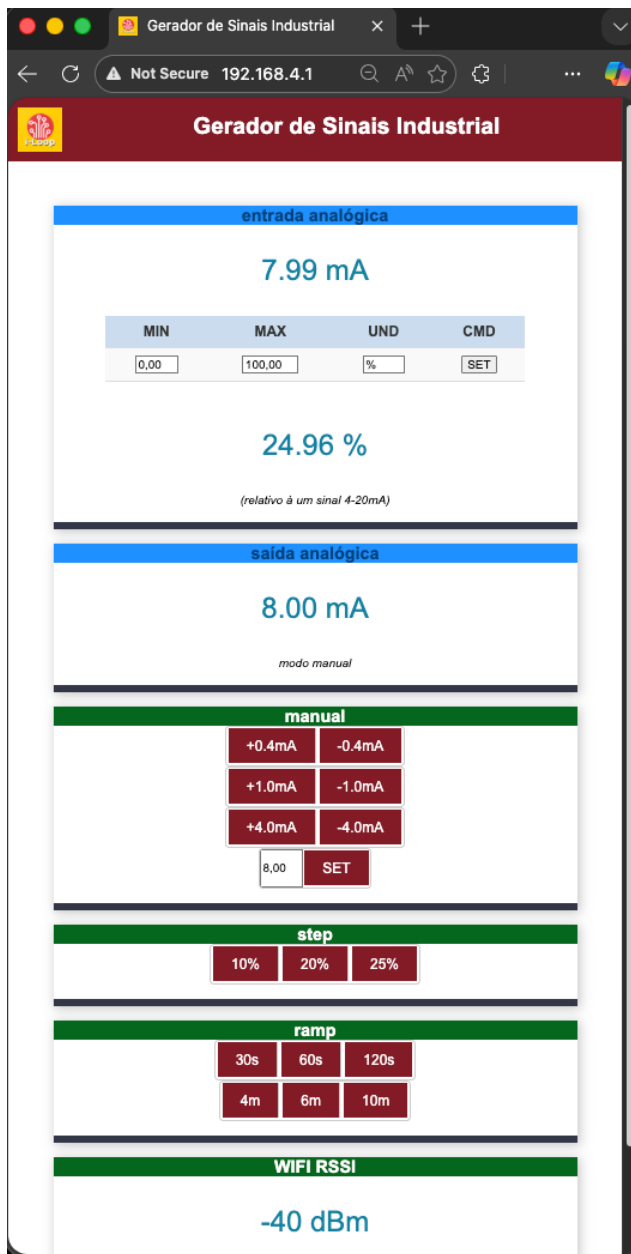 Gerador de Sinais Industrial
Not Secure 192.168.4.1
i-Loop
Gerador de Sinais Industrial
entrada analógica
7.99 mA
MIN MAX UND CMD
0,00 100,00 % SET
24.96 %
(relativo à um sinal 4-20mA)
saída analógica
8.00 mA
modo manual
manual
+0.4mA -0.4mA
+1.0mA -1.0mA
+4.0mA -4.0mA
8,00 SET
step
10% 20% 25%
ramp
30s 60s 120s
4m 6m 10m
WIFI RSSI
-40 dBm